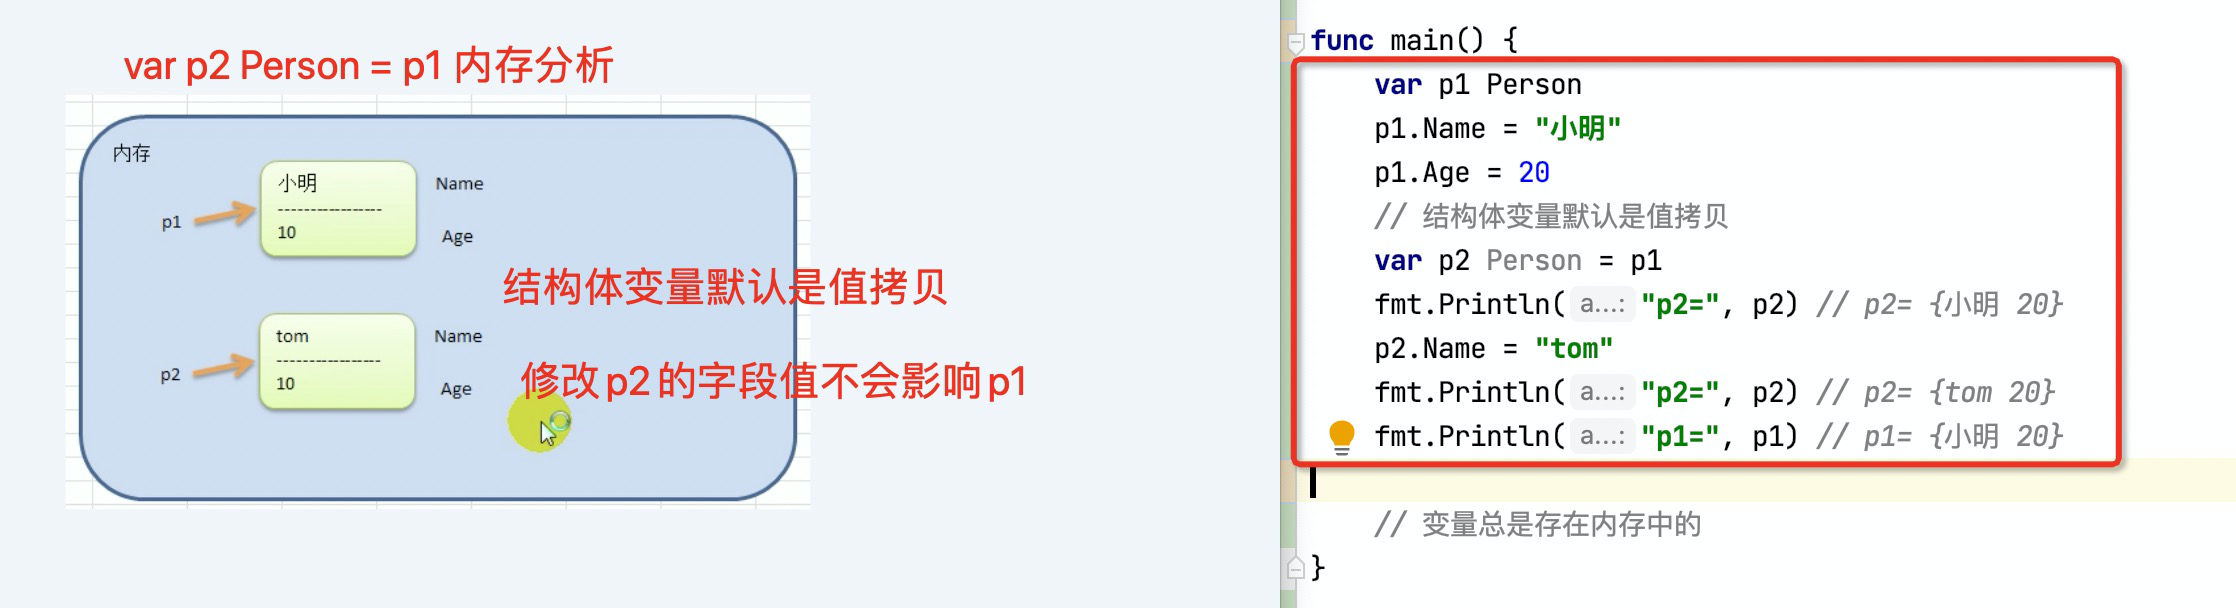 var p2 Person = p1 内存分析
内存
p1
小明
-----------------
10
Name
Age
结构体变量默认是值拷贝
p2
tom
-----------------
10
Name
Age
修改p2的字段值不会影响p1
func main() {
var p1 Person
p1.Name = "小明"
p1.Age = 20
// 结构体变量默认是值拷贝
var p2 Person = p1
fmt.Println( a...: "p2=", p2) // p2= {小明 20}
p2.Name = "tom"
fmt.Println( a...: "p2=", p2) // p2= {tom 20}
fmt.Println( a...: "p1=", p1) // p1= {小明 20}
// 变量总是存在内存中的
}